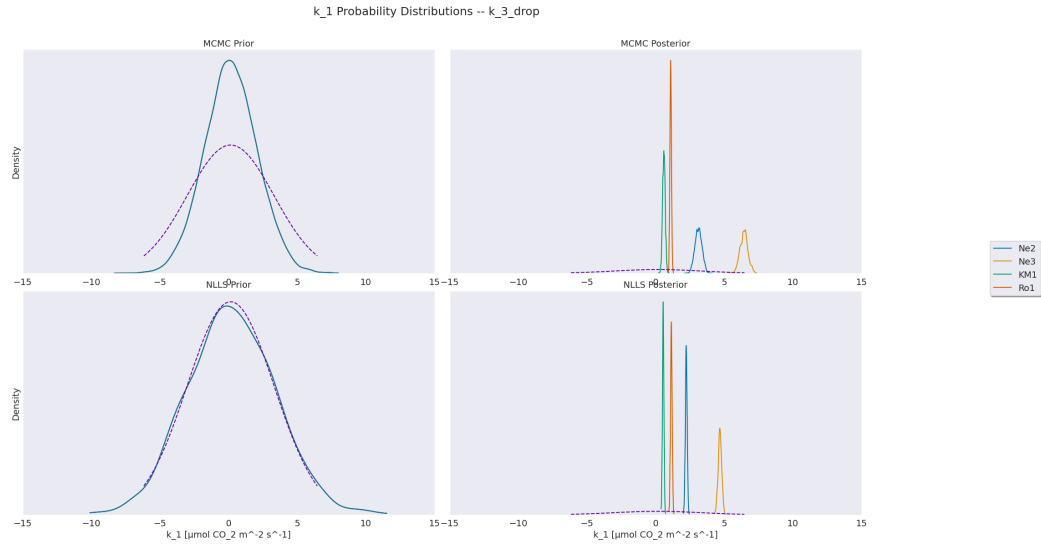 k_1 Probability Distributions -- k_3_drop
MCMC Prior
MCMC Posterior
Density
−15 −10 −5 0 5 10 15
−15 −10 −5 0 5 10 15
NLLS Prior
NLLS Posterior
Density
−15 −10 −5 0 5 10 15
−15 −10 −5 0 5 10 15
k_1 [μmol CO_2 m^-2 s^-1]
k_1 [μmol CO_2 m^-2 s^-1]
Ne2
Ne3
KM1
Ro1